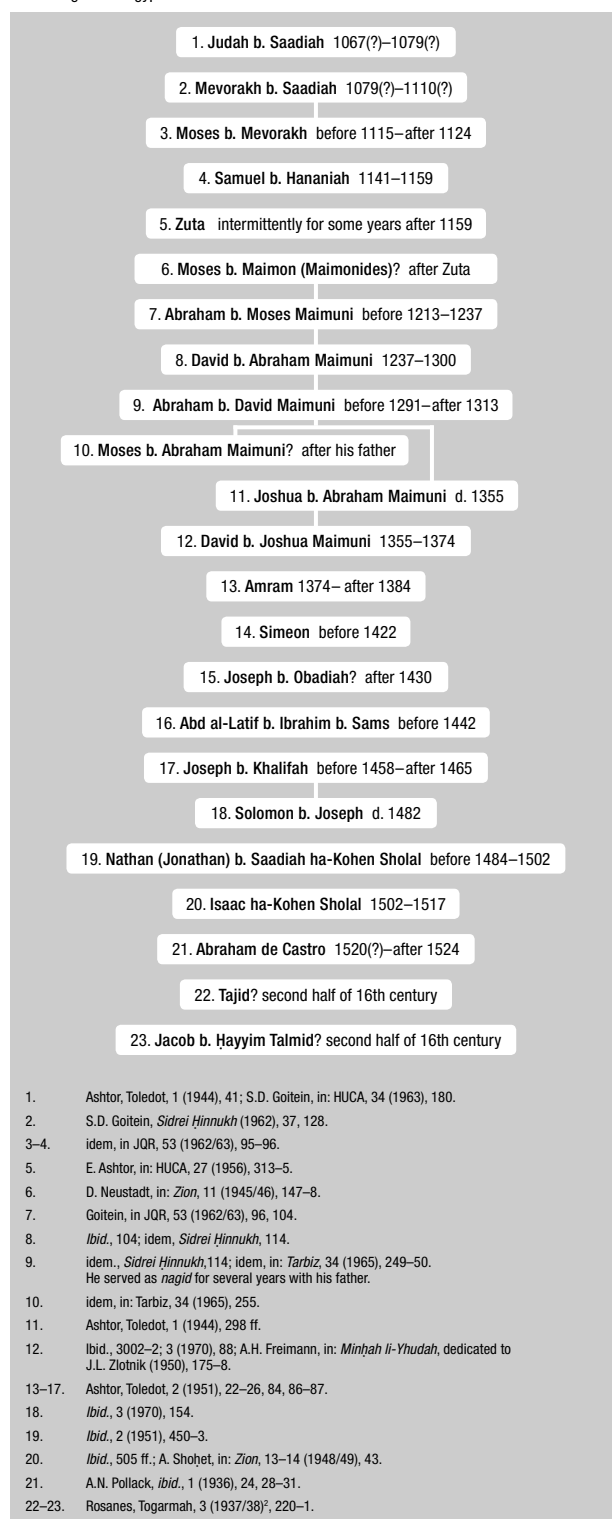 1. Judah b. Saadiah 1067(?)–1079(?)
2. Mevorakh b. Saadiah 1079(?)–1110(?)
3. Moses b. Mevorakh before 1115–after 1124
4. Samuel b. Hananiah 1141–1159
5. Zuta intermittently for some years after 1159
6. Moses b. Maimon (Maimonides)? after Zuta
7. Abraham b. Moses Maimuni before 1213–1237
8. David b. Abraham Maimuni 1237–1300
9. Abraham b. David Maimuni before 1291–after 1313
10. Moses b. Abraham Maimuni? after his father
11. Joshua b. Abraham Maimuni d. 1355
12. David b. Joshua Maimuni 1355–1374
13. Amram 1374– after 1384
14. Simeon before 1422
15. Joseph b. Obadiah? after 1430
16. Abd al-Latif b. Ibrahim b. Sams before 1442
17. Joseph b. Khalifah before 1458–after 1465
18. Solomon b. Joseph d. 1482
19. Nathan (Jonathan) b. Saadiah ha-Kohen Sholal before 1484–1502
20. Isaac ha-Kohen Sholal 1502–1517
21. Abraham de Castro 1520(?)–after 1524
22. Tajid? second half of 16th century
23. Jacob b. Ḥayyim Talmid? second half of 16th century
1. Ashtor, Toledot, 1 (1944), 41; S.D. Goitein, in: HUCA, 34 (1963), 180.
2. S.D. Goitein, Sidrei Ḥinnukh (1962), 37, 128.
3–4. idem, in JQR, 53 (1962/63), 95–96.
5. E. Ashtor, in: HUCA, 27 (1956), 313–5.
6. D. Neustadt, in: Zion, 11 (1945/46), 147–8.
7. Goitein, in JQR, 53 (1962/63), 96, 104.
8. Ibid., 104; idem, Sidrei Ḥinnukh, 114.
9. idem., Sidrei Ḥinnukh,114; idem, in: Tarbiz, 34 (1965), 249–50.
He served as nagid for several years with his father.
10. idem, in: Tarbiz, 34 (1965), 255.
11. Ashtor, Toledot, 1 (1944), 298 ff.
12. Ibid., 3002–2; 3 (1970), 88; A.H. Freimann, in: Minḥah li-Yhudah, dedicated to
J.L. Zlotnik (1950), 175–8.
13–17. Ashtor, Toledot, 2 (1951), 22–26, 84, 86–87.
18. Ibid., 3 (1970), 154.
19. Ibid., 2 (1951), 450–3.
20. Ibid., 505 ff.; A. Shoḥet, in: Zion, 13–14 (1948/49), 43.
21. A.N. Pollack, ibid., 1 (1936), 24, 28–31.
22–23. Rosanes, Togarmah, 3 (1937/38)², 220–1.